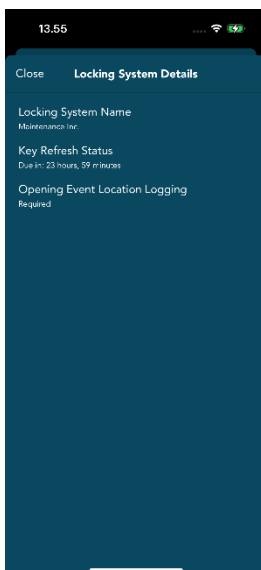 13.55
Close Locking System Details
Locking System Name
Maintenance Inc.
Key Refresh Status
Due in: 23 hours, 59 minutes
Opening Event Location Logging
Required